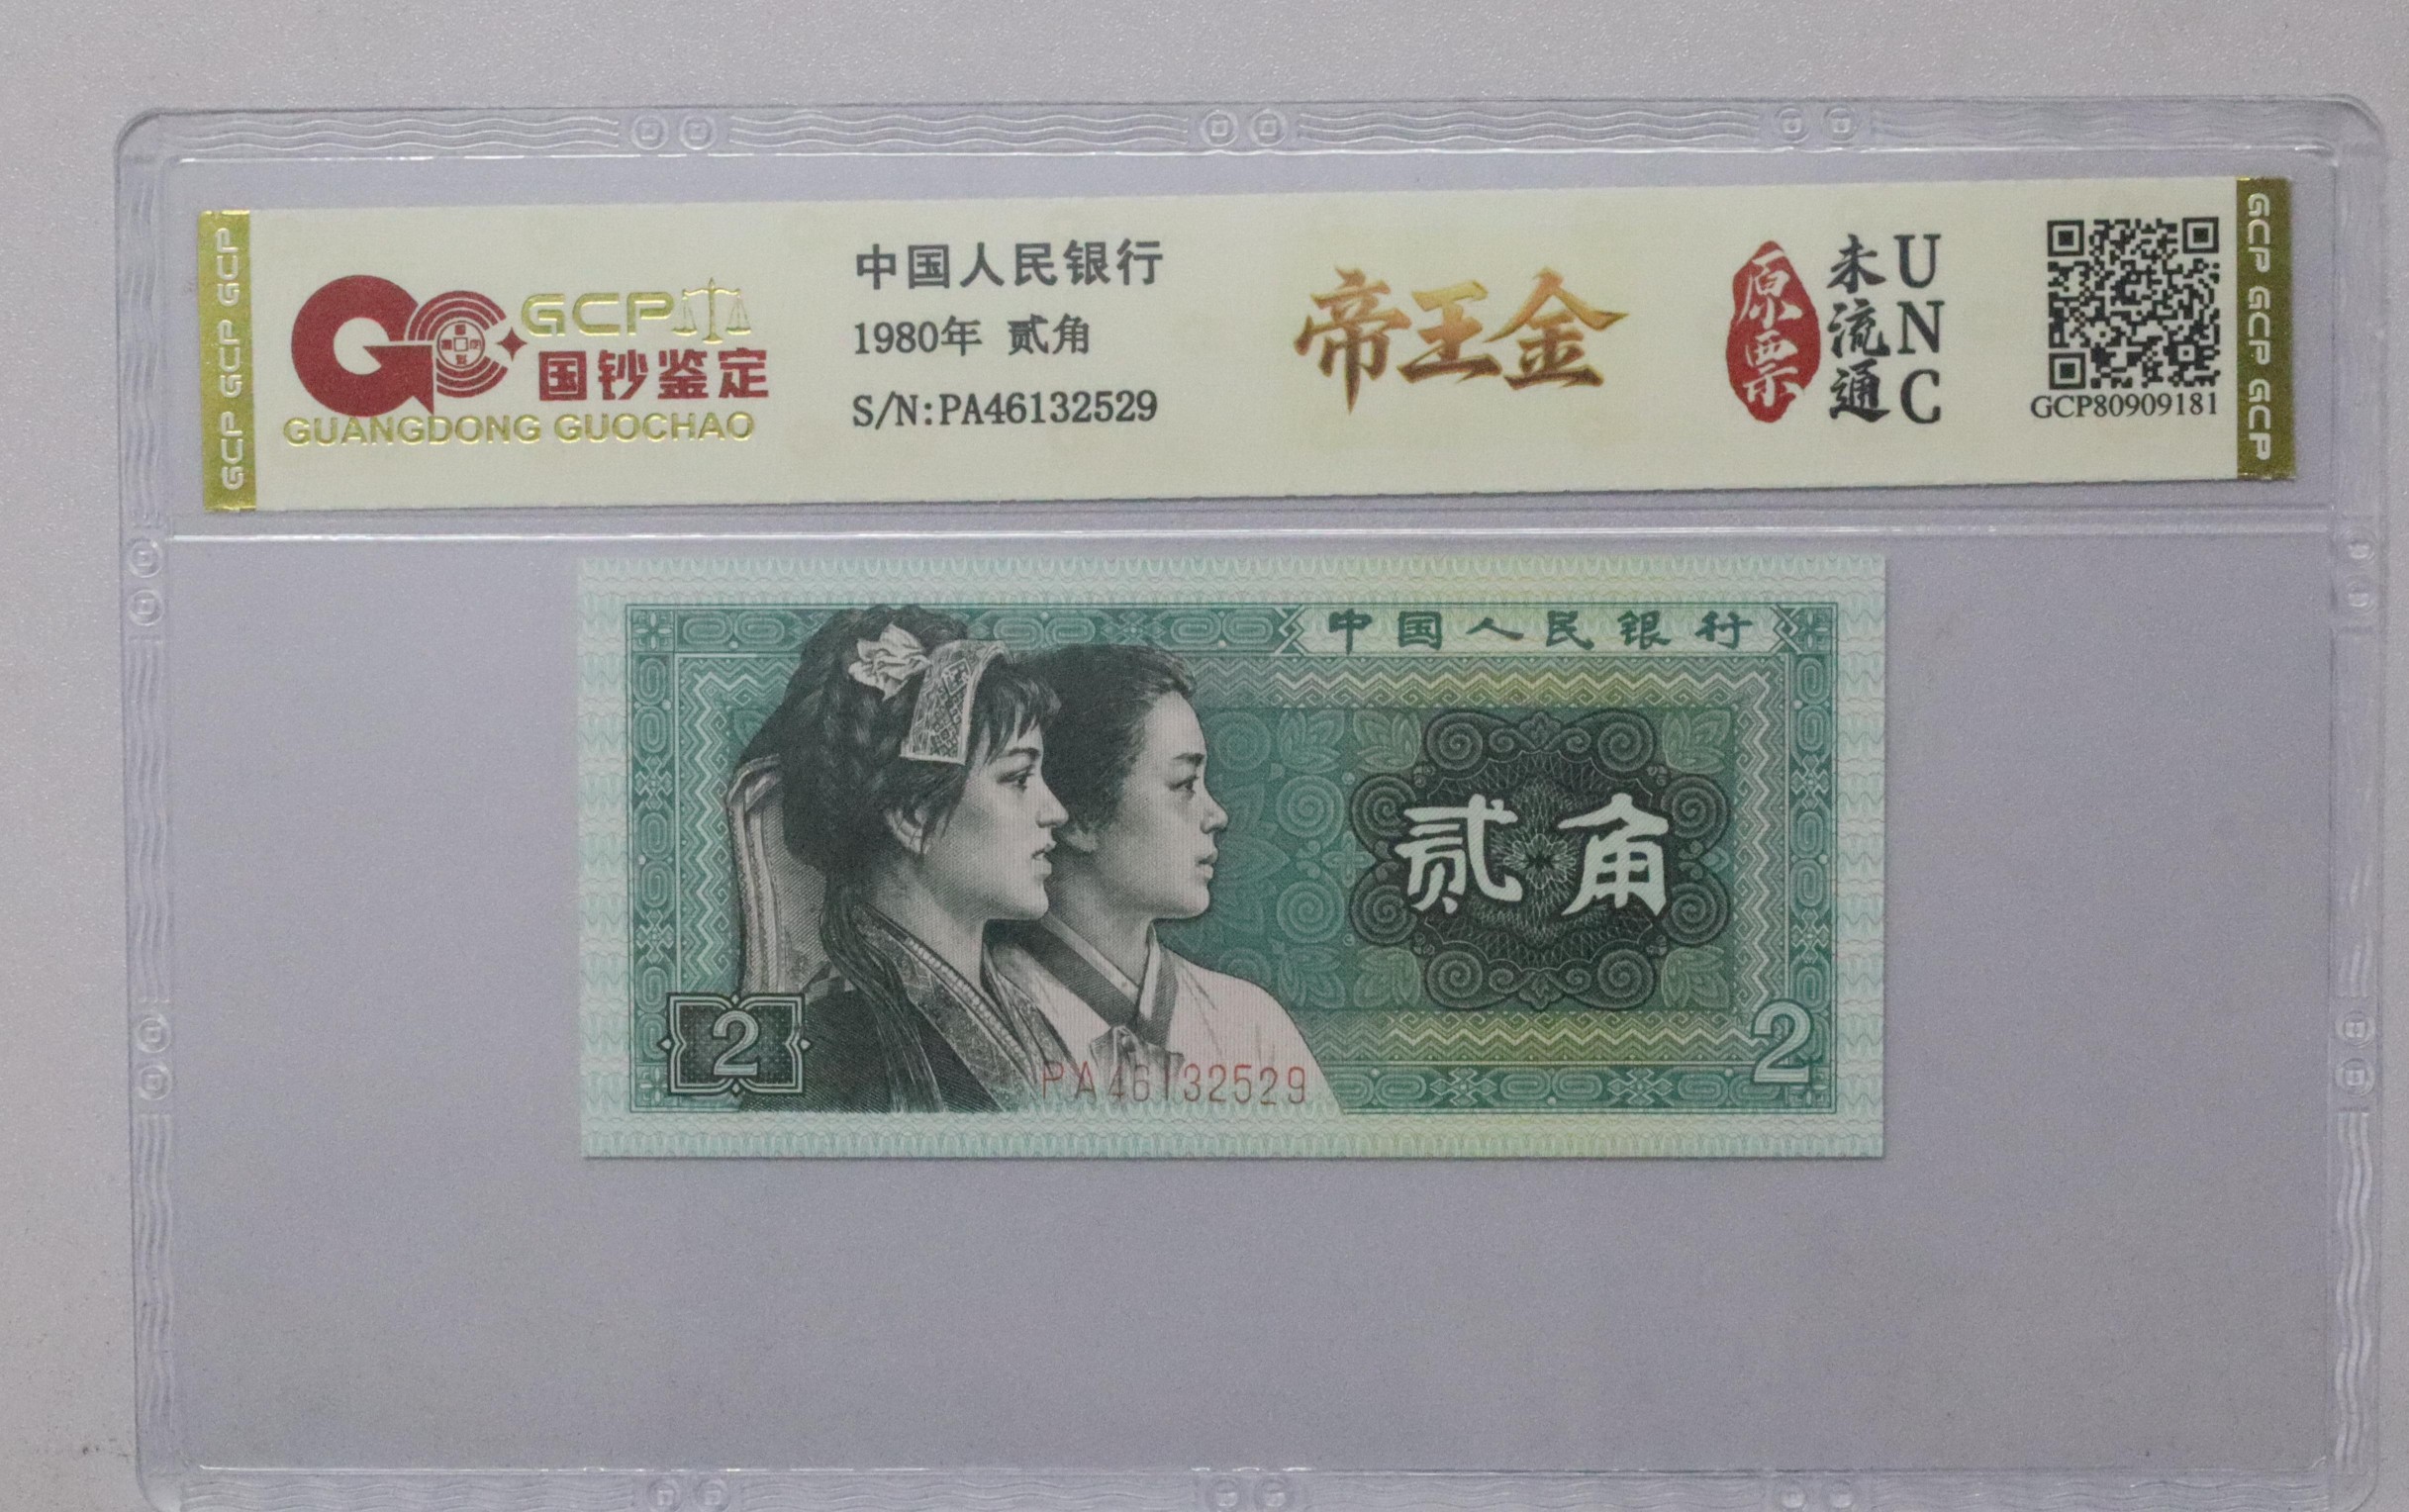 GCP GCP GCP
GCP
国钞鉴定
GUANGDONG GUOCHAO
中国人民银行
1980年 贰角
S/N:PA46132529
帝王金
原票
未流通
UNC
GCP80909181
GCP GCP GCP
中国人民银行
贰角
2
2
PA46132529